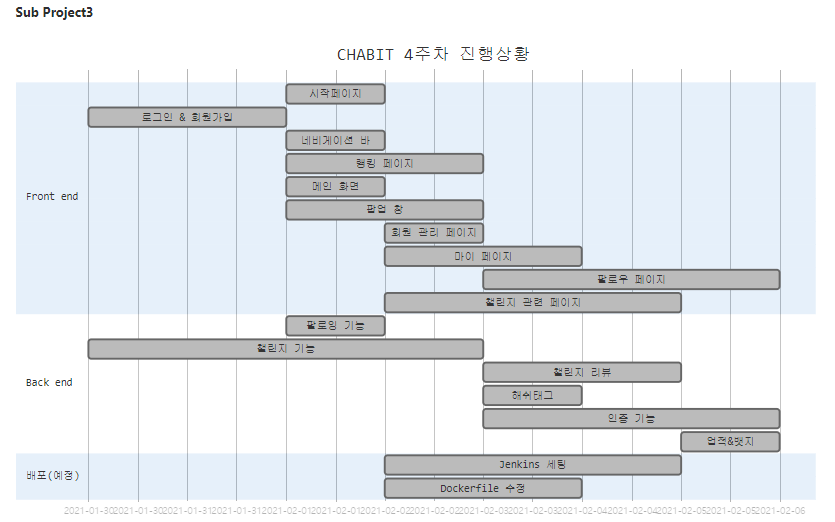 Sub Project3
CHABIT 4주차 진행상황
Front end
시작페이지
로그인 & 회원가입
네비게이션 바
랭킹 페이지
메인 화면
팝업 창
회원 관리 페이지
마이 페이지
팔로우 페이지
챌린지 관련 페이지
Back end
팔로잉 기능
챌린지 기능
챌린지 리뷰
해쉬태그
인증 기능
업적&뱃지
배포(예정)
Jenkins 세팅
Dockerfile 수정
2021-01-30 2021-01-30 2021-01-31 2021-01-31 2021-02-01 2021-02-01 2021-02-02 2021-02-02 2021-02-03 2021-02-03 2021-02-04 2021-02-04 2021-02-05 2021-02-05 2021-02-06